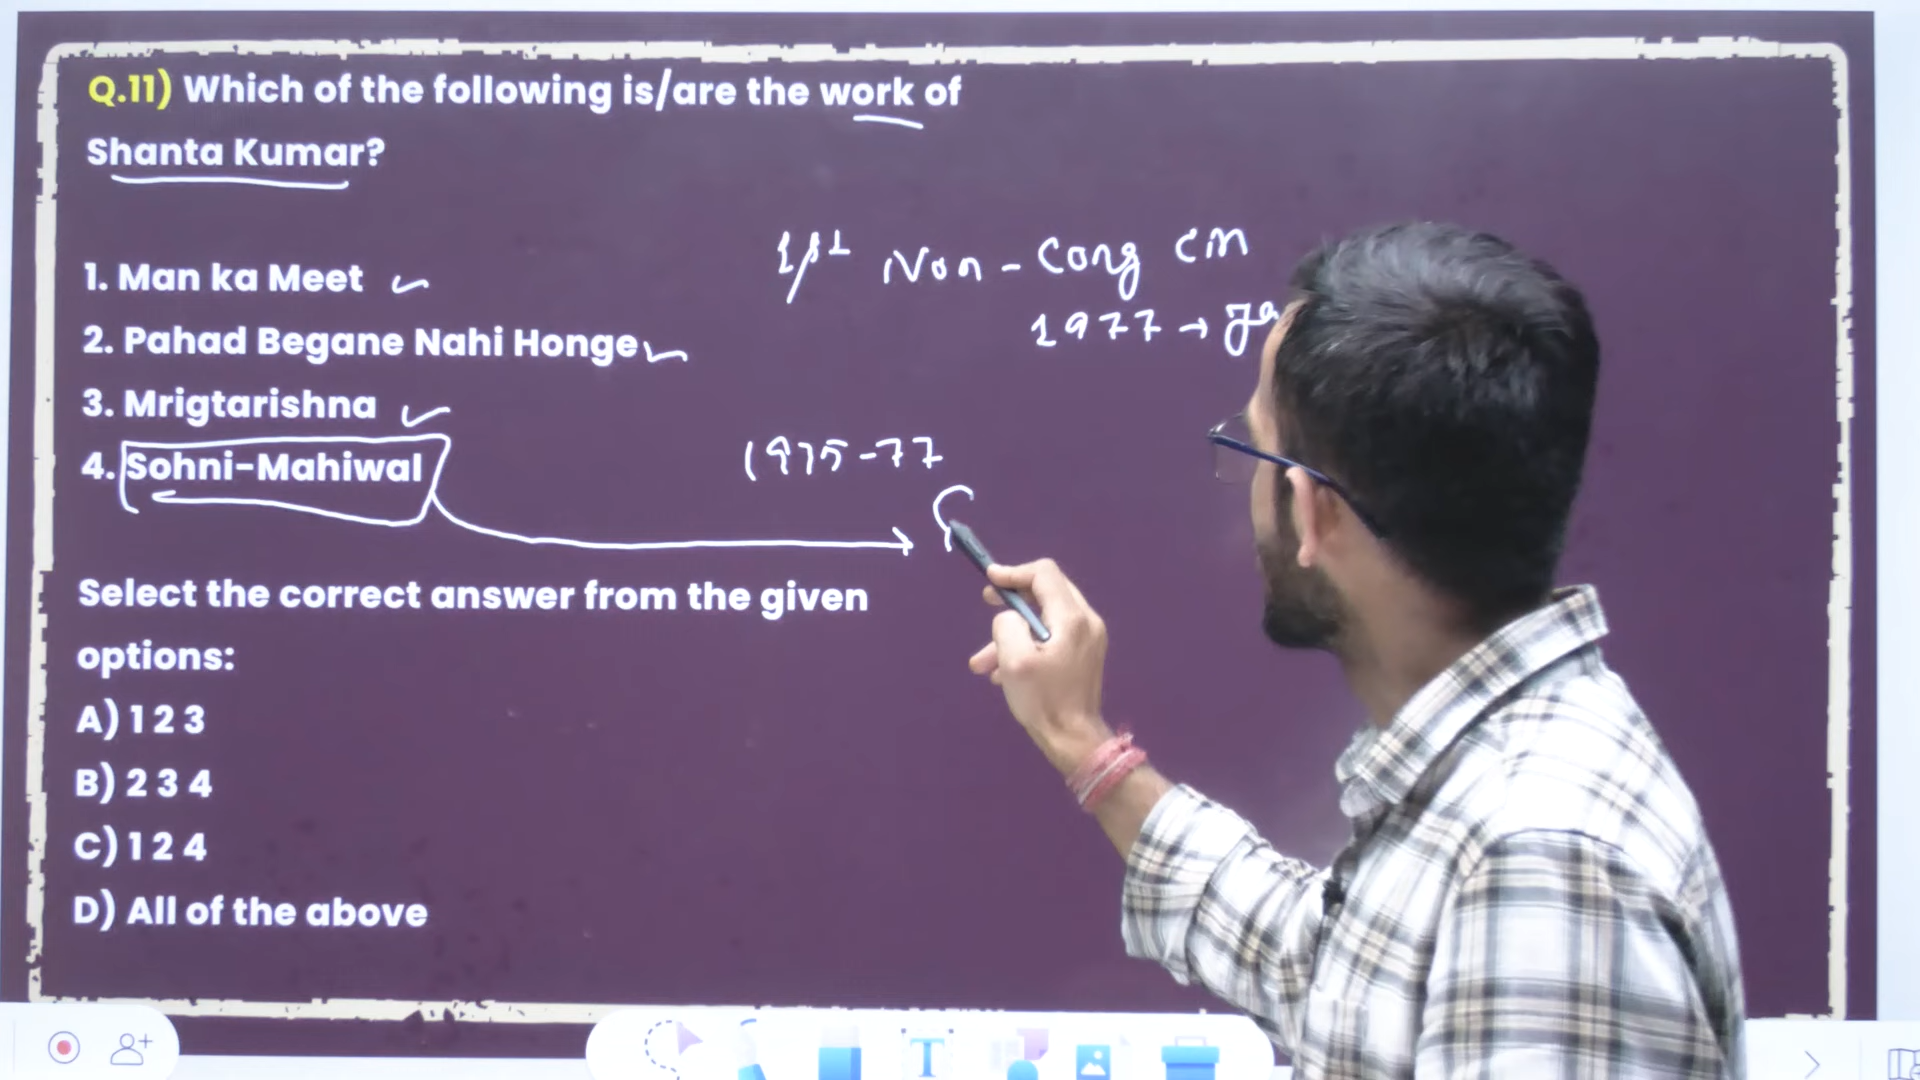 Q.11) Which of the following is/are the work of
Shanta Kumar?
1st Non-Cong CM
1977 →
1. Man ka Meet
2. Pahad Begane Nahi Honge
3. Mrigtarishna
4. Sohni-Mahiwal
1975-77
Select the correct answer from the given
options:
A) 1 2 3
B) 2 3 4
C) 1 2 4
D) All of the above